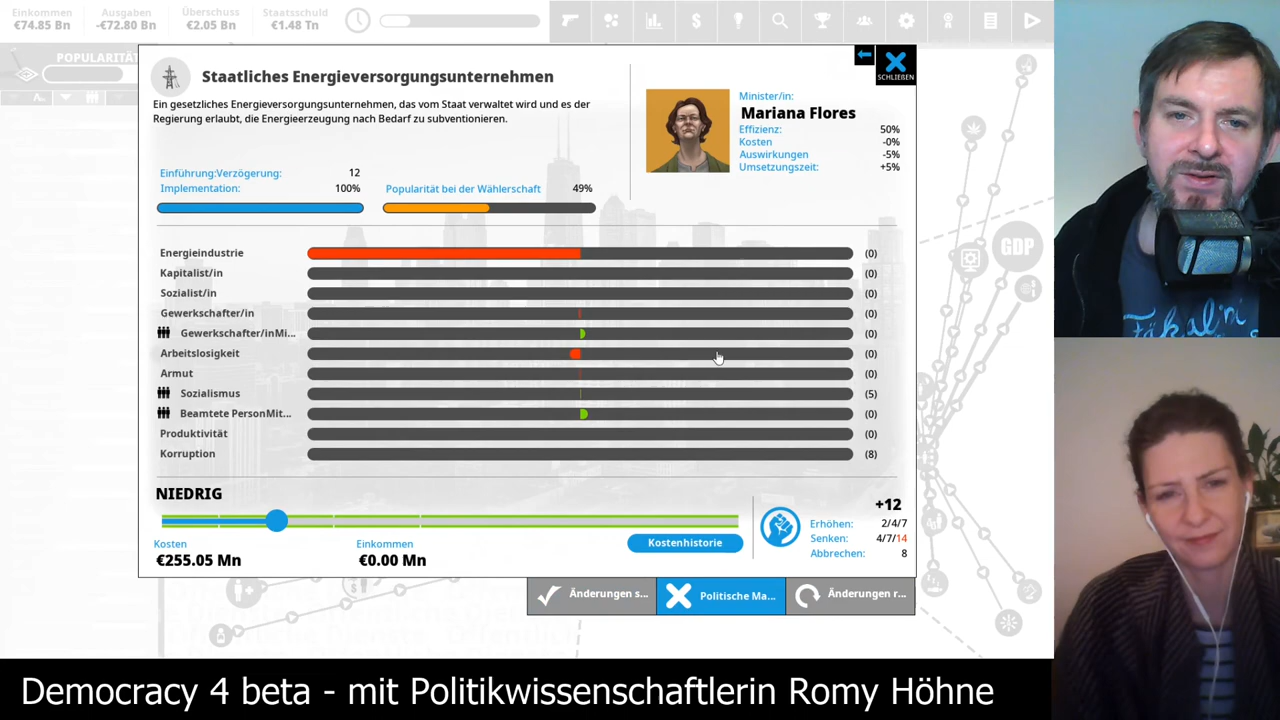 Einkommen
€74.85 Bn
Ausgaben
-€72.80 Bn
Überschuss
€2.05 Bn
Staatsschuld
€1.48 Tn
POPULARITÄT
Staatliches Energieversorgungsunternehmen
Ein gesetzliches Energieversorgungsunternehmen, das vom Staat verwaltet wird und es der
Regierung erlaubt, die Energieerzeugung nach Bedarf zu subventionieren.
SCHLIEßEN
Minister/in:
Mariana Flores
Effizienz: 50%
Kosten -0%
Auswirkungen -5%
Umsetzungszeit: +5%
Einführung:Verzögerung: 12
Implementation: 100%
Popularität bei der Wählerschaft 49%
GDP
Energieindustrie (0)
Kapitalist/in (0)
Sozialist/in (0)
Gewerkschafter/in (0)
Gewerkschafter/inMi... (0)
Arbeitslosigkeit (0)
Armut (0)
Sozialismus (5)
Beamtete PersonMit... (0)
Produktivität (0)
Korruption (8)
NIEDRIG
Kosten
€255.05 Mn
Einkommen
€0.00 Mn
Kostenhistorie
+12
Erhöhen: 2/4/7
Senken: 4/7/14
Abbrechen: 8
Änderungen s...
Politische Ma...
Änderungen r...
Democracy 4 beta - mit Politikwissenschaftlerin Romy Höhne